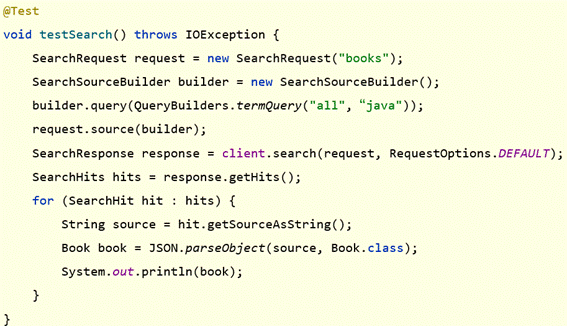 @Test
void testSearch() throws IOException {
    SearchRequest request = new SearchRequest("books");
    SearchSourceBuilder builder = new SearchSourceBuilder();
    builder.query(QueryBuilders.termQuery("all", “java"));
    request.source(builder);
    SearchResponse response = client.search(request, RequestOptions.DEFAULT);
    SearchHits hits = response.getHits();
    for (SearchHit hit : hits) {
        String source = hit.getSourceAsString();
        Book book = JSON.parseObject(source, Book.class);
        System.out.println(book);
    }
}